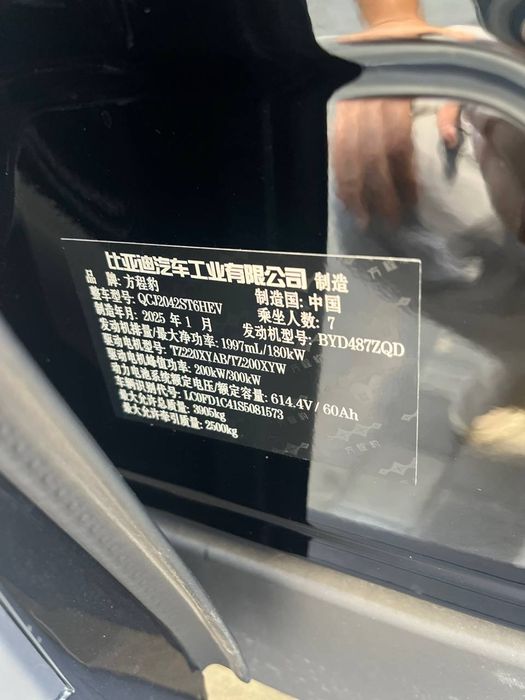 比亚迪汽车工业有限公司 制造
品 牌: 方程豹 制造国: 中国
整车型号: QCJ2042ST6HEV 乘坐人数: 7
制造年月: 2025 年 1 月 发动机型号: BYD487ZQD
发动机排量/最大净功率: 1997mL/180kW
驱动电机型号: TZ220XYAB/TZ200XYW
驱动电机峰值功率: 200kW/300kW
动力电池系统额定电压/额定容量: 614.4V / 60Ah
车辆识别代号: LC0FD1C41S5081573
最大允许总质量: 3905kg
最大允许牵引质量: 2500kg